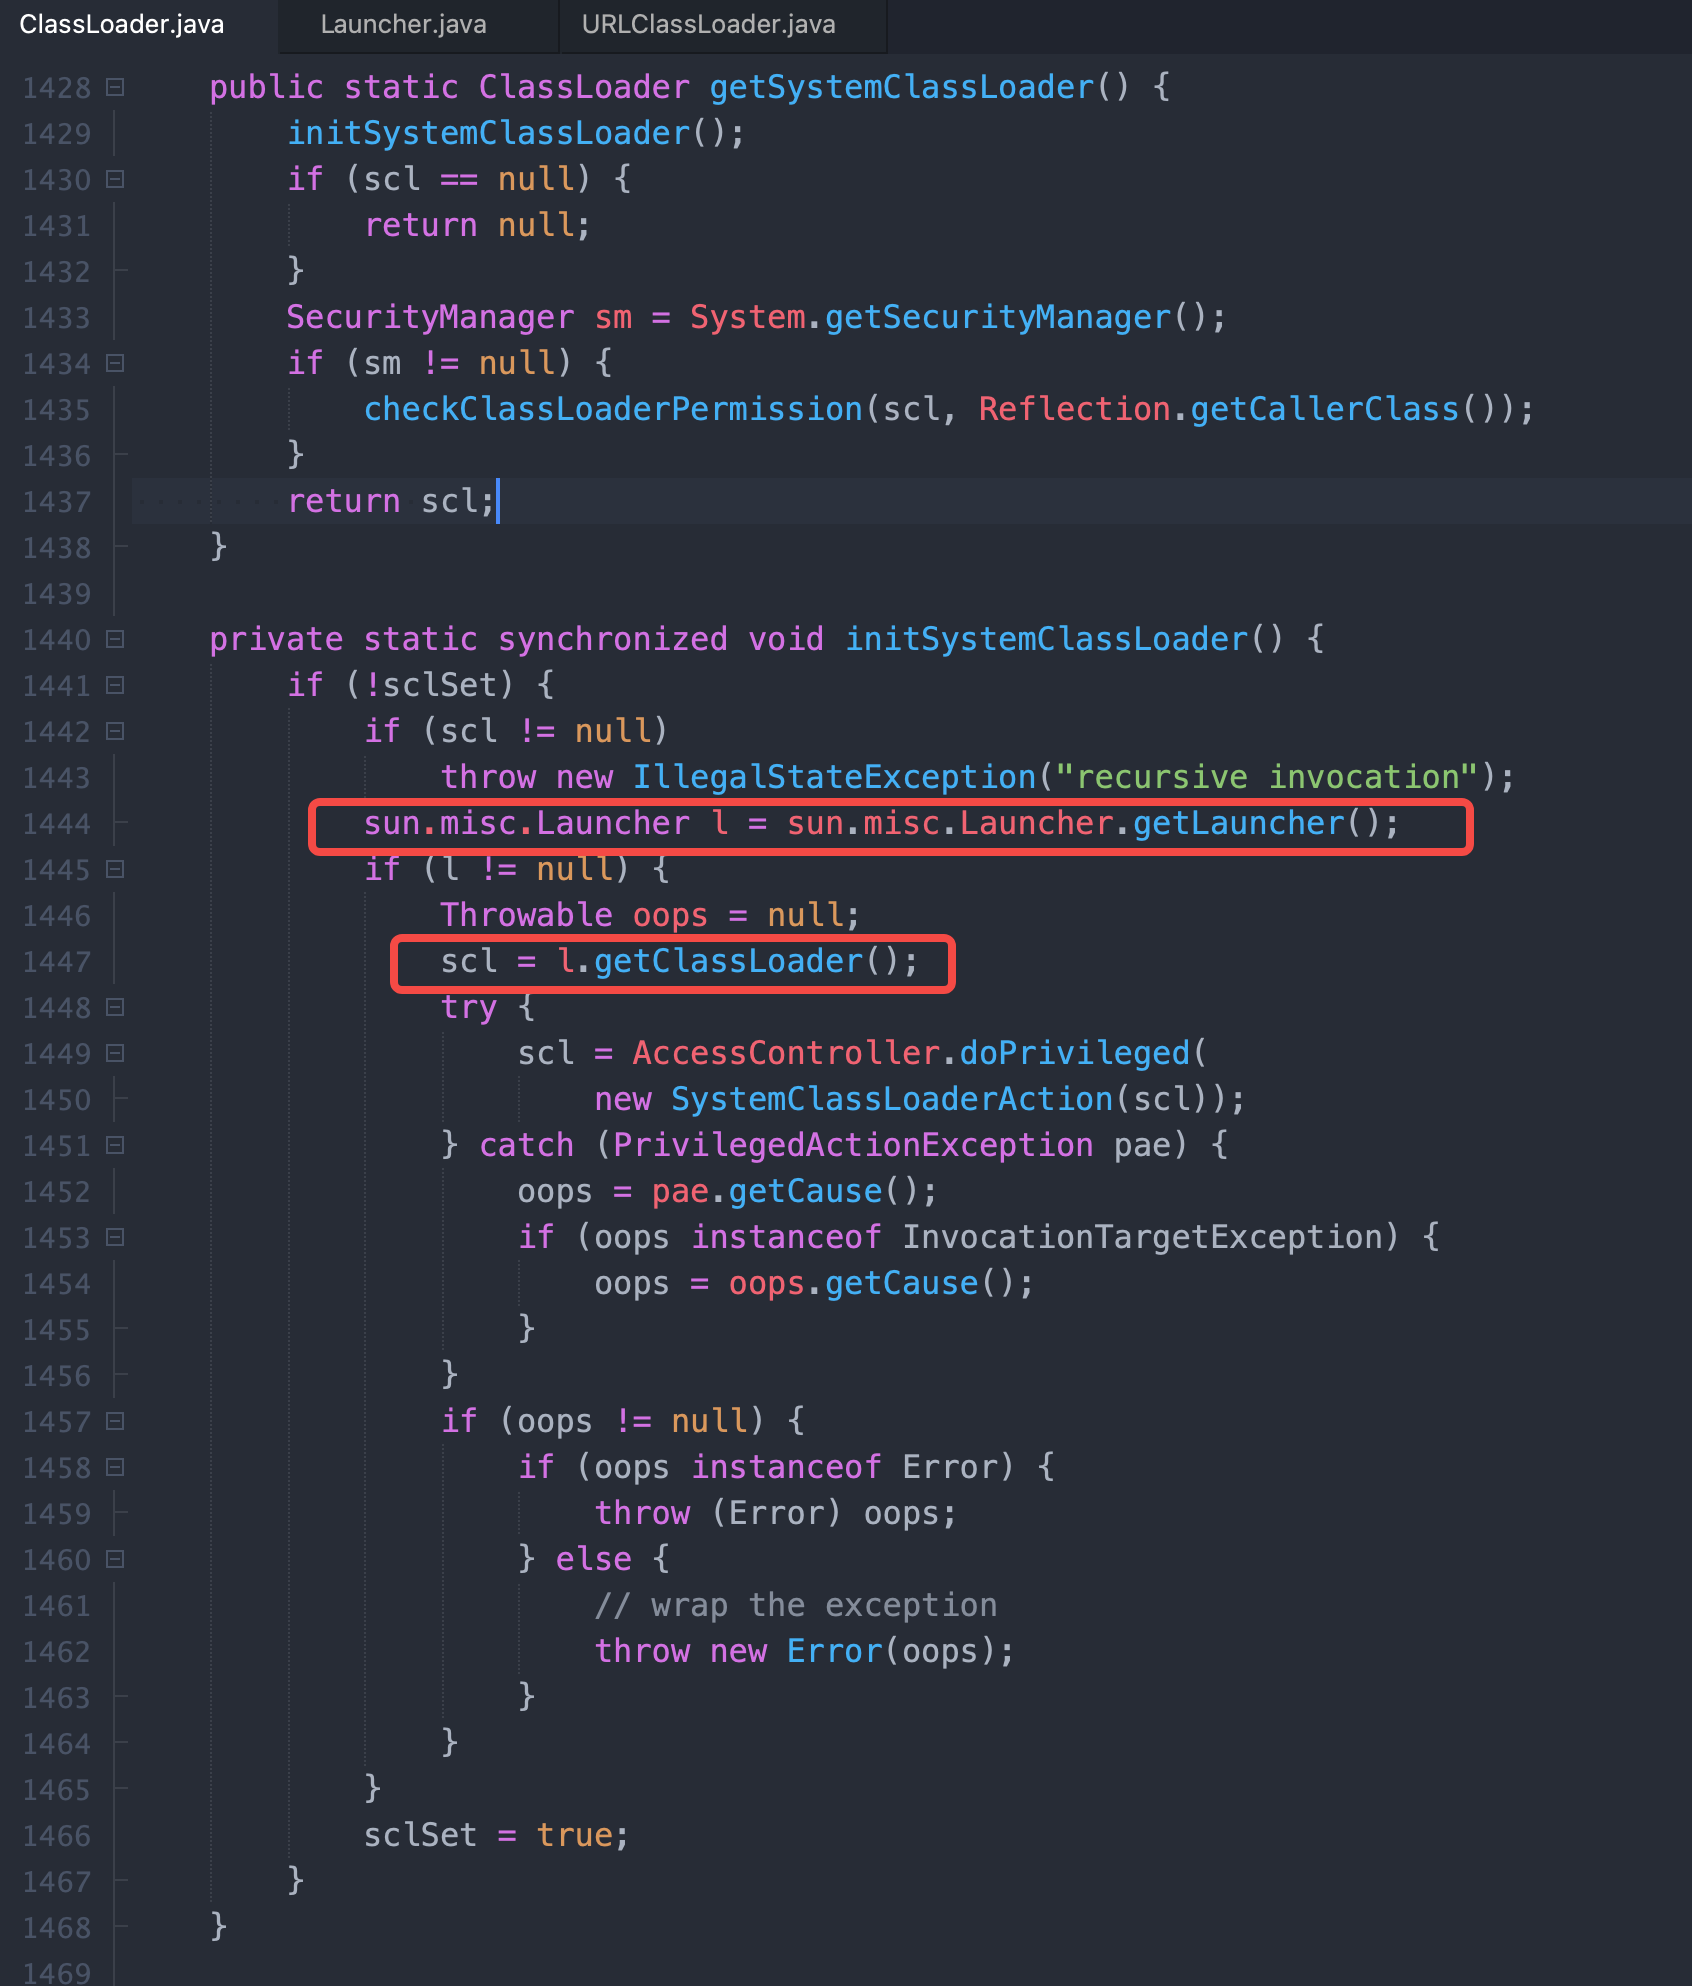 ClassLoader.java Launcher.java URLClassLoader.java
1428 public static ClassLoader getSystemClassLoader() {
1429 initSystemClassLoader();
1430 if (scl == null) {
1431 return null;
1432 }
1433 SecurityManager sm = System.getSecurityManager();
1434 if (sm != null) {
1435 checkClassLoaderPermission(scl, Reflection.getCallerClass());
1436 }
1437 return scl;
1438 }
1439
1440 private static synchronized void initSystemClassLoader() {
1441 if (!sclSet) {
1442 if (scl != null)
1443 throw new IllegalStateException("recursive invocation");
1444 sun.misc.Launcher l = sun.misc.Launcher.getLauncher();
1445 if (l != null) {
1446 Throwable oops = null;
1447 scl = l.getClassLoader();
1448 try {
1449 scl = AccessController.doPrivileged(
1450 new SystemClassLoaderAction(scl));
1451 } catch (PrivilegedActionException pae) {
1452 oops = pae.getCause();
1453 if (oops instanceof InvocationTargetException) {
1454 oops = oops.getCause();
1455 }
1456 }
1457 if (oops != null) {
1458 if (oops instanceof Error) {
1459 throw (Error) oops;
1460 } else {
1461 // wrap the exception
1462 throw new Error(oops);
1463 }
1464 }
1465 }
1466 sclSet = true;
1467 }
1468 }
1469